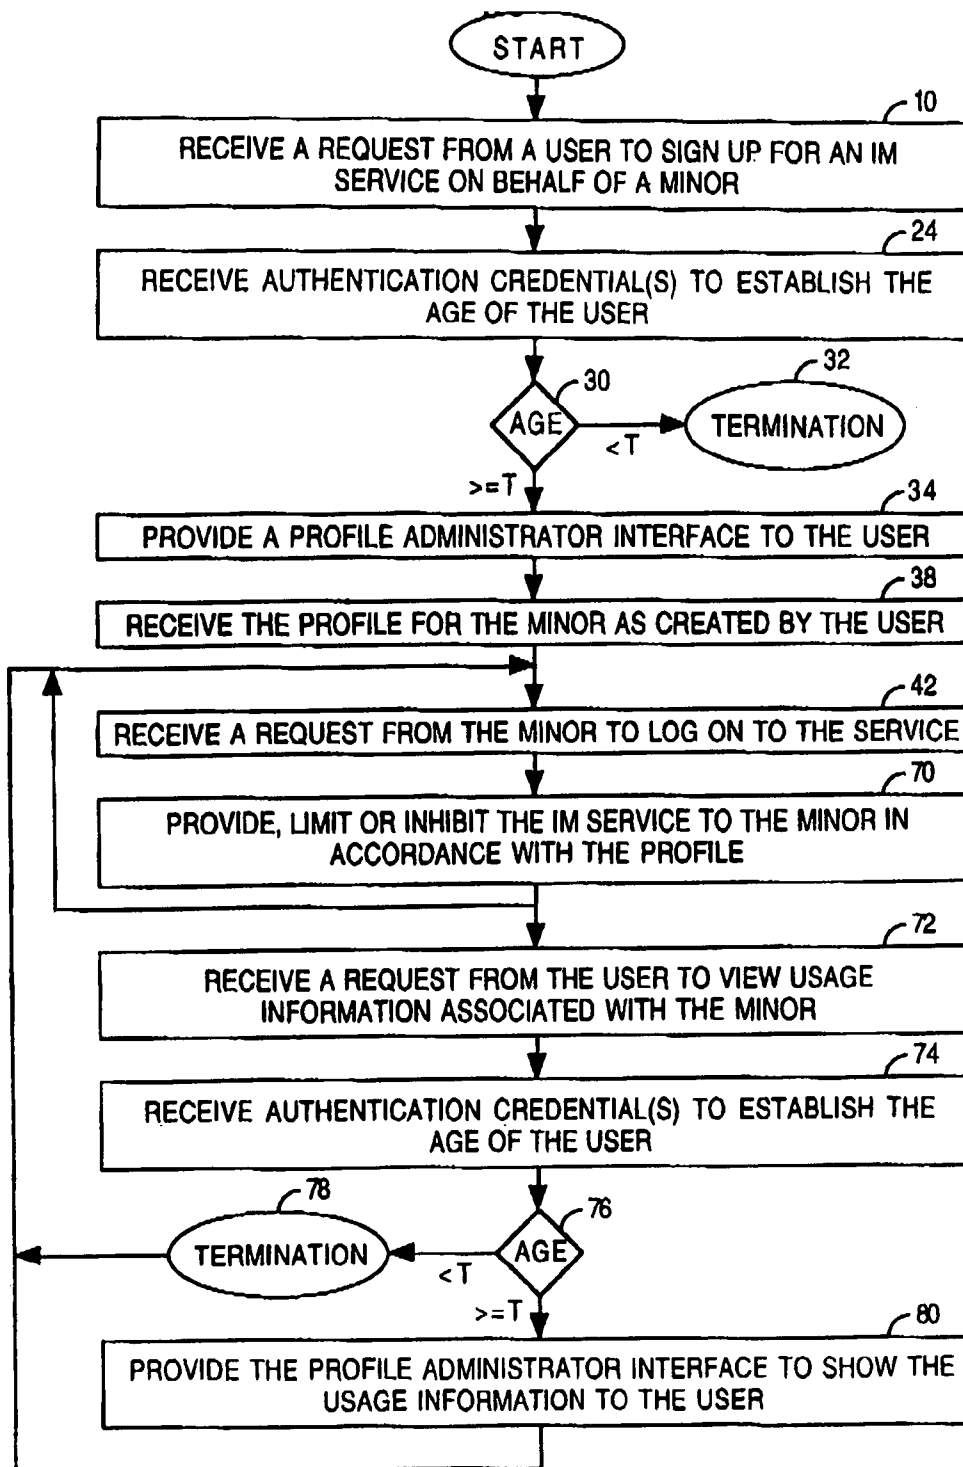 START
10
RECEIVE A REQUEST FROM A USER TO SIGN UP FOR AN IM
SERVICE ON BEHALF OF A MINOR
24
RECEIVE AUTHENTICATION CREDENTIAL(S) TO ESTABLISH THE
AGE OF THE USER
30
32
AGE
<T
TERMINATION
>=T
34
PROVIDE A PROFILE ADMINISTRATOR INTERFACE TO THE USER
38
RECEIVE THE PROFILE FOR THE MINOR AS CREATED BY THE USER
42
RECEIVE A REQUEST FROM THE MINOR TO LOG ON TO THE SERVICE
70
PROVIDE, LIMIT OR INHIBIT THE IM SERVICE TO THE MINOR IN
ACCORDANCE WITH THE PROFILE
72
RECEIVE A REQUEST FROM THE USER TO VIEW USAGE
INFORMATION ASSOCIATED WITH THE MINOR
74
RECEIVE AUTHENTICATION CREDENTIAL(S) TO ESTABLISH THE
AGE OF THE USER
78
76
TERMINATION
<T
AGE
>=T
80
PROVIDE THE PROFILE ADMINISTRATOR INTERFACE TO SHOW THE
USAGE INFORMATION TO THE USER